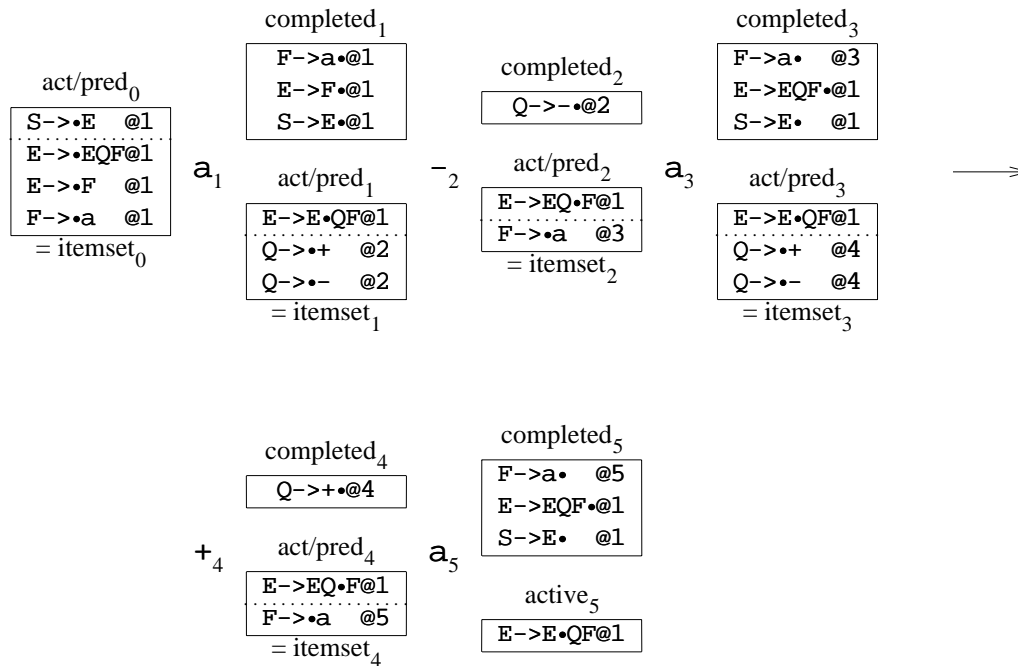 act/pred0
S->•E @1
E->•EQF@1
E->•F @1
F->•a @1
= itemset0
a1
completed1
F->a•@1
E->F•@1
S->E•@1
act/pred1
E->E•QF@1
Q->•+ @2
Q->•- @2
= itemset1
-2
completed2
Q->-•@2
act/pred2
E->EQ•F@1
F->•a @3
= itemset2
a3
completed3
F->a• @3
E->EQF•@1
S->E• @1
act/pred3
E->E•QF@1
Q->•+ @4
Q->•- @4
= itemset3
+4
completed4
Q->+•@4
act/pred4
E->EQ•F@1
F->•a @5
= itemset4
a5
completed5
F->a• @5
E->EQF•@1
S->E• @1
active5
E->E•QF@1